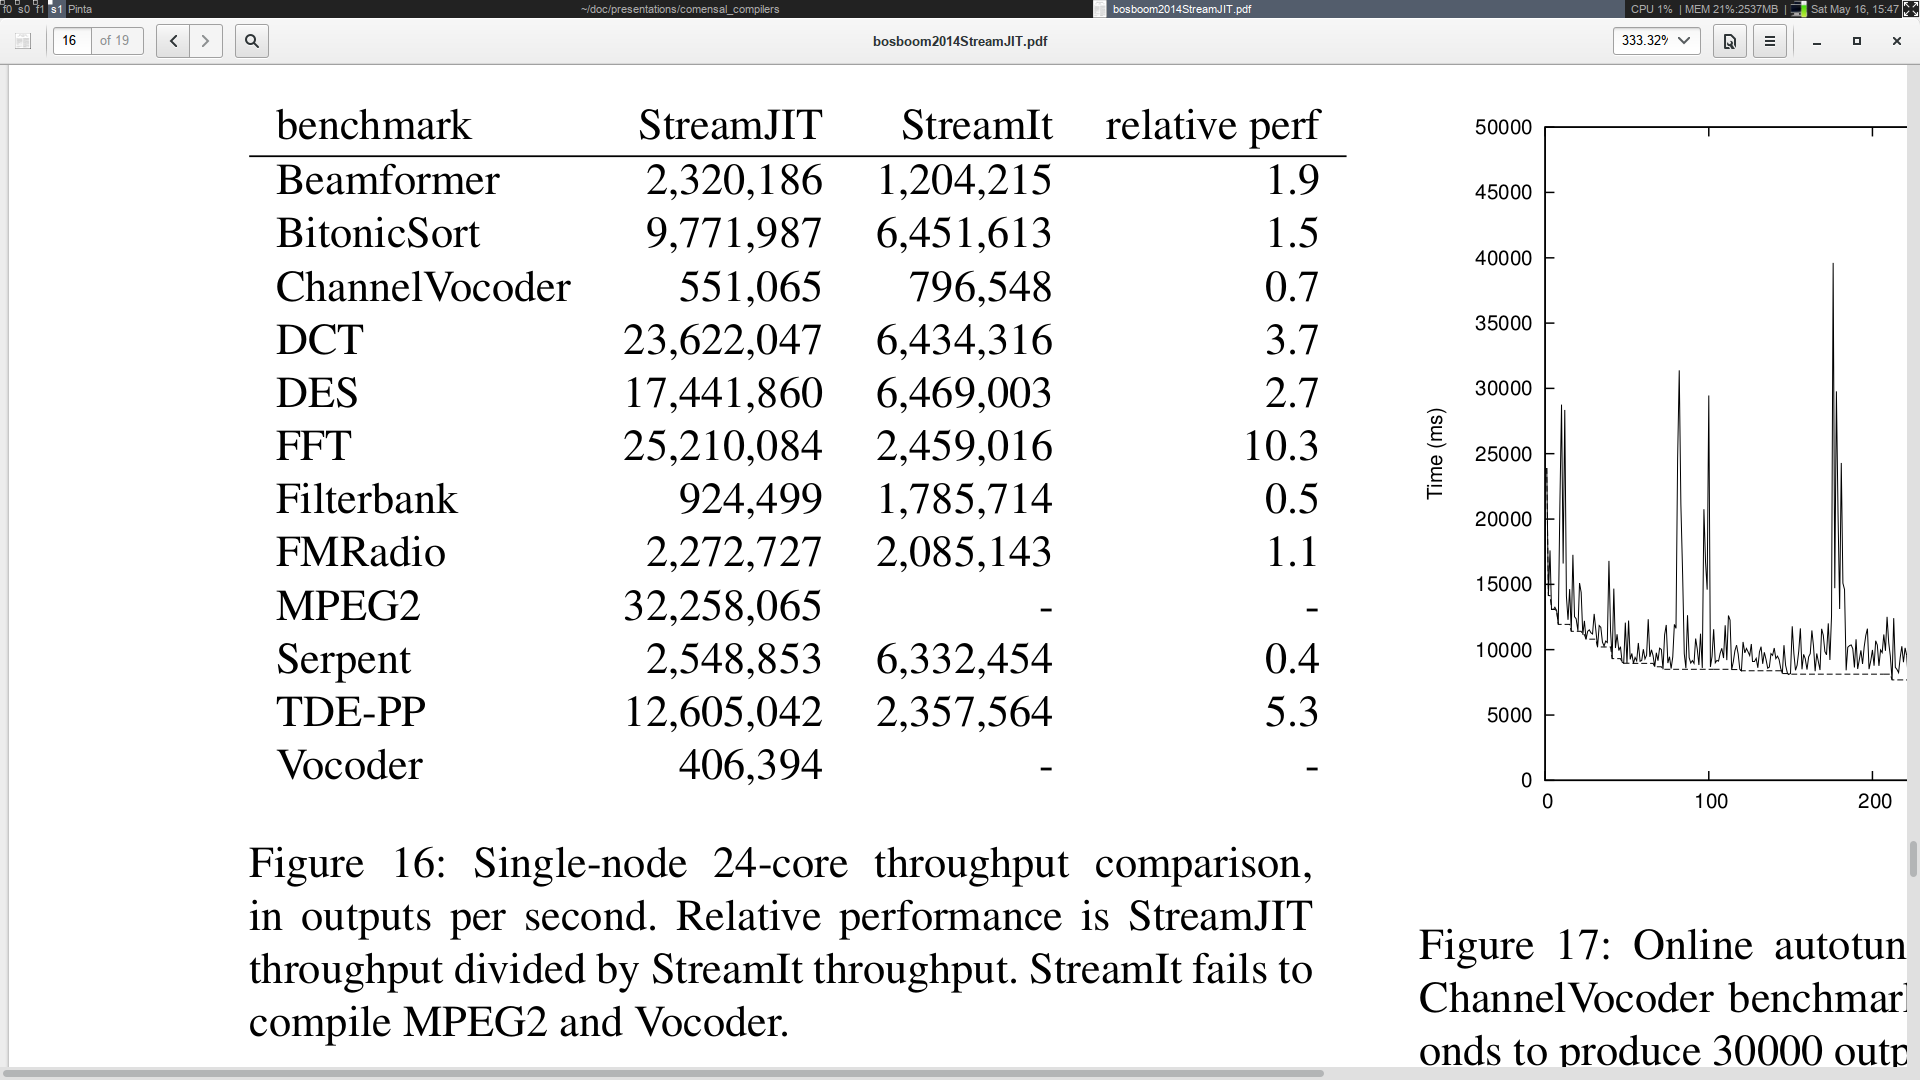 f0 s0 f1 s1 Pinta ~/doc/presentations/comensal_compilers bosboom2014StreamJIT.pdf CPU 1% | MEM 21%:2537MB | Sat May 16, 15:47
16 of 19 bosboom2014StreamJIT.pdf 333.32%
benchmark StreamJIT StreamIt relative perf
Beamformer 2,320,186 1,204,215 1.9
BitonicSort 9,771,987 6,451,613 1.5
ChannelVocoder 551,065 796,548 0.7
DCT 23,622,047 6,434,316 3.7
DES 17,441,860 6,469,003 2.7
FFT 25,210,084 2,459,016 10.3
Filterbank 924,499 1,785,714 0.5
FMRadio 2,272,727 2,085,143 1.1
MPEG2 32,258,065 - -
Serpent 2,548,853 6,332,454 0.4
TDE-PP 12,605,042 2,357,564 5.3
Vocoder 406,394 - -
Figure 16: Single-node 24-core throughput comparison,
in outputs per second. Relative performance is StreamJIT
throughput divided by StreamIt throughput. StreamIt fails to
compile MPEG2 and Vocoder.
50000
45000
40000
35000
30000
25000
20000
15000
10000
5000
0
Time (ms)
0 100 200
Figure 17: Online autotun
ChannelVocoder benchmar
onds to produce 30000 outp